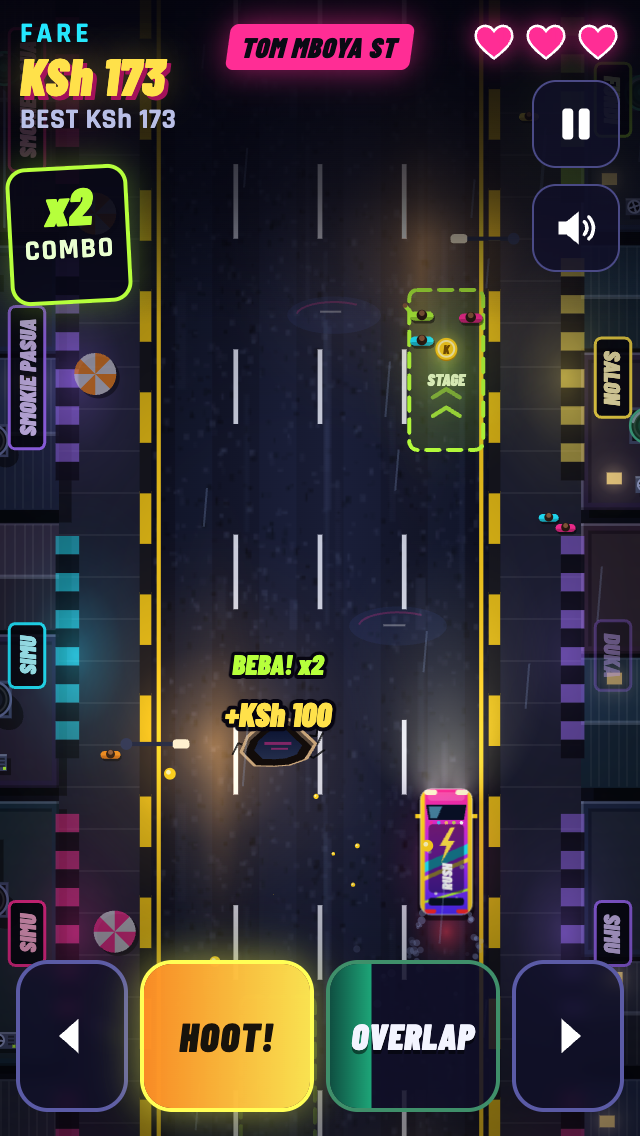 FARE
KSh 173
BEST KSh 173
TOM MBOYA ST
x2
COMBO
SMOKIE PASUA
SALON
STAGE
SIMU
DUKA
BEBA! x2
+KSh 100
RUSH
SIMU
SIMU
HOOT!
OVERLAP